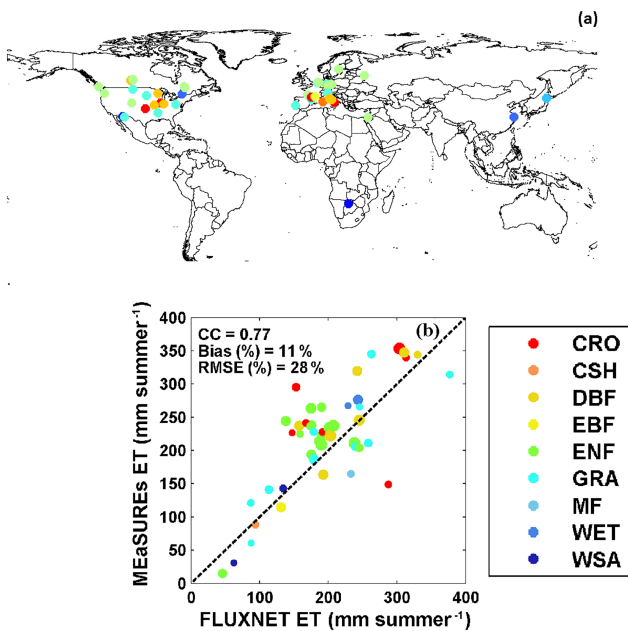 (a)
(b)
CC = 0.77
Bias (%) = 11%
RMSE (%) = 28%
MEaSUREs ET (mm summer⁻¹)
400
350
300
250
200
150
100
50
0
0 100 200 300 400
FLUXNET ET (mm summer⁻¹)
CRO
CSH
DBF
EBF
ENF
GRA
MF
WET
WSA